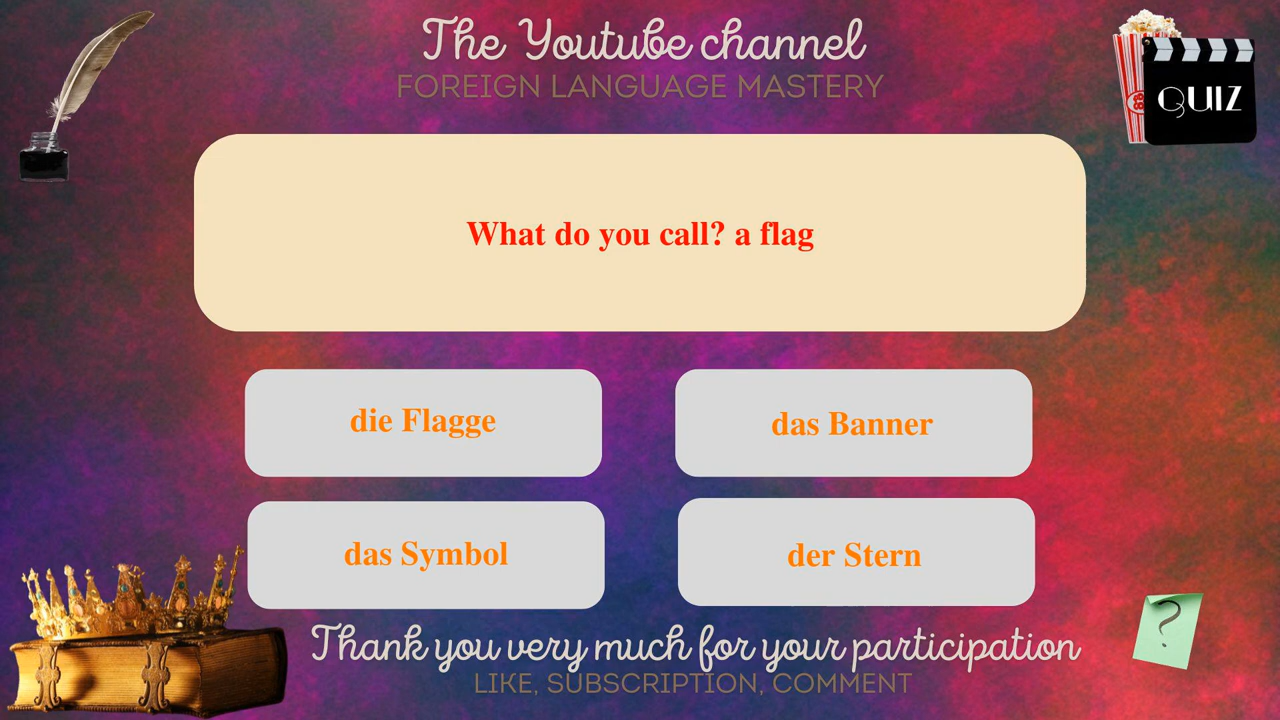 The Youtube channel
FOREIGN LANGUAGE MASTERY
QUIZ
What do you call? a flag
die Flagge
das Banner
das Symbol
der Stern
?
Thank you very much for your participation
LIKE, SUBSCRIPTION, COMMENT